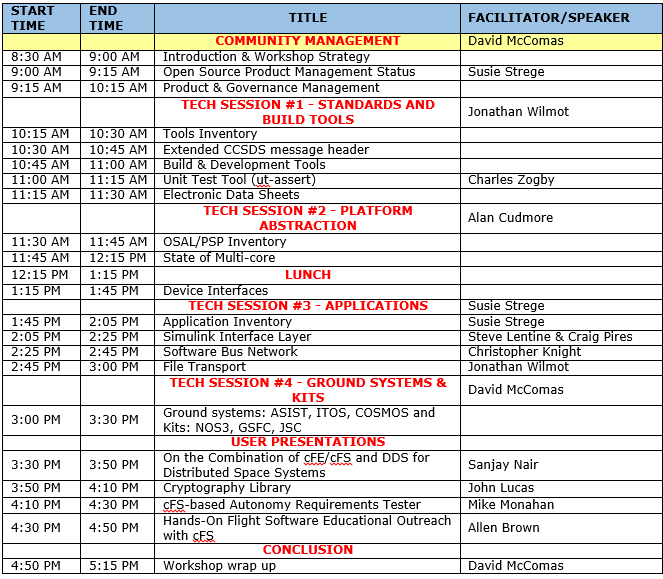 START TIME END TIME TITLE FACILITATOR/SPEAKER
COMMUNITY MANAGEMENT David McComas
8:30 AM 9:00 AM Introduction & Workshop Strategy
9:00 AM 9:15 AM Open Source Product Management Status Susie Strege
9:15 AM 10:15 AM Product & Governance Management
TECH SESSION #1 - STANDARDS AND
BUILD TOOLS Jonathan Wilmot
10:15 AM 10:30 AM Tools Inventory
10:30 AM 10:45 AM Extended CCSDS message header
10:45 AM 11:00 AM Build & Development Tools
11:00 AM 11:15 AM Unit Test Tool (ut-assert) Charles Zogby
11:15 AM 11:30 AM Electronic Data Sheets
TECH SESSION #2 - PLATFORM
ABSTRACTION Alan Cudmore
11:30 AM 11:45 AM OSAL/PSP Inventory
11:45 AM 12:15 PM State of Multi-core
12:15 PM 1:15 PM LUNCH
1:15 PM 1:45 PM Device Interfaces
TECH SESSION #3 - APPLICATIONS Susie Strege
1:45 PM 2:05 PM Application Inventory Susie Strege
2:05 PM 2:25 PM Simulink Interface Layer Steve Lentine & Craig Pires
2:25 PM 2:45 PM Software Bus Network Christopher Knight
2:45 PM 3:00 PM File Transport Jonathan Wilmot
TECH SESSION #4 - GROUND SYSTEMS &
KITS David McComas
3:00 PM 3:30 PM Ground systems: ASIST, ITOS, COSMOS and
Kits: NOS3, GSFC, JSC
USER PRESENTATIONS
3:30 PM 3:50 PM On the Combination of cFE/cFS and DDS for
Distributed Space Systems Sanjay Nair
3:50 PM 4:10 PM Cryptography Library John Lucas
4:10 PM 4:30 PM cFS-based Autonomy Requirements Tester Mike Monahan
4:30 PM 4:50 PM Hands-On Flight Software Educational Outreach
with cFS Allen Brown
CONCLUSION
4:50 PM 5:15 PM Workshop wrap up David McComas